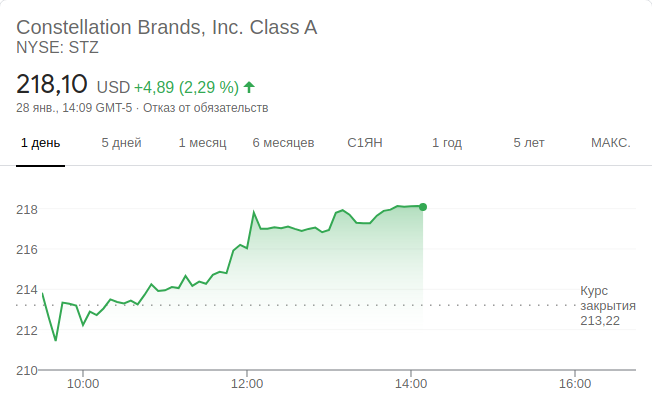 Constellation Brands, Inc. Class A
NYSE: STZ
218,10 USD +4,89 (2,29 %)
28 янв., 14:09 GMT-5 · Отказ от обязательств
1 день 5 дней 1 месяц 6 месяцев С1ЯН 1 год 5 лет МАКС.
218
216
214
212
210
Курс
закрытия
213,22
10:00 12:00 14:00 16:00